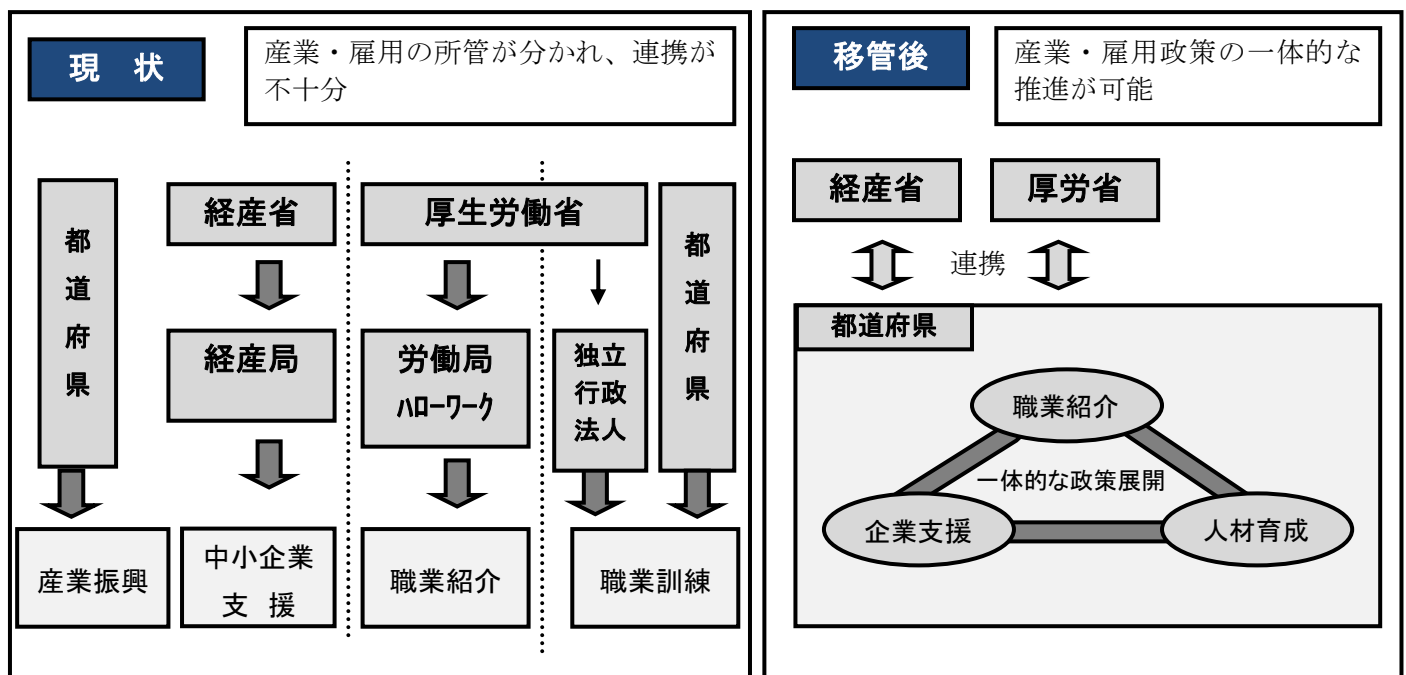 現 状
産業・雇用の所管が分かれ、連携が
不十分
都道府県
経産省
厚生労働省
都道府県
経産局
労働局
ﾊﾛｰﾜｰｸ
独立
行政
法人
産業振興
中小企業
支 援
職業紹介
職業訓練
移管後
産業・雇用政策の一体的な
推進が可能
経産省
厚労省
連携
都道府県
職業紹介
一体的な政策展開
企業支援
人材育成